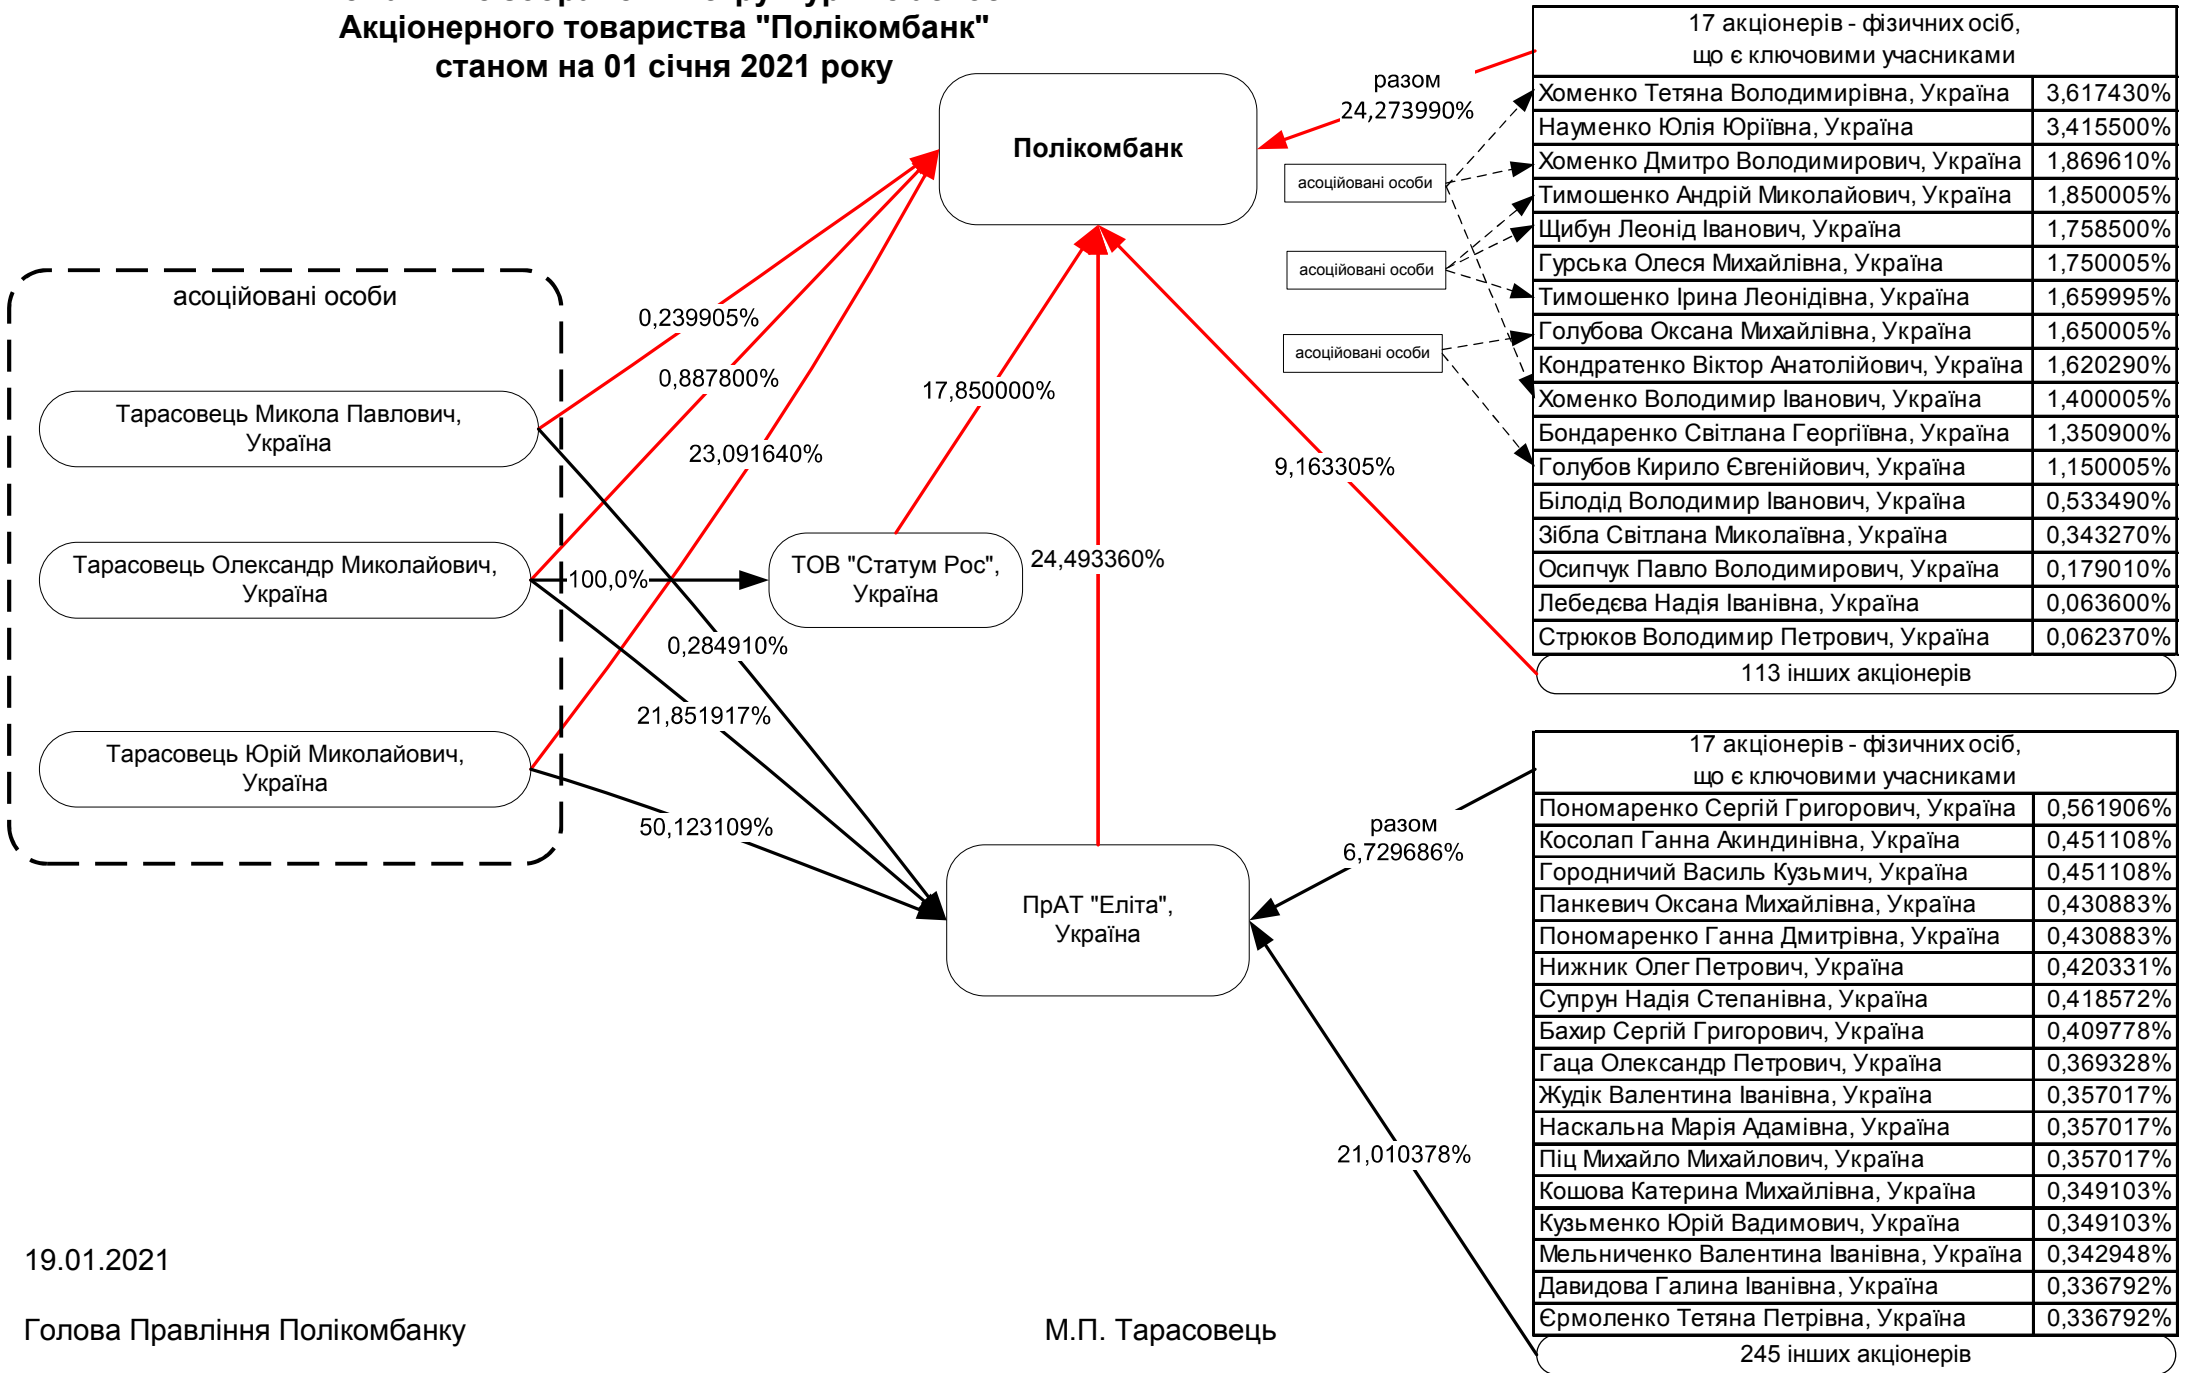 Акціонерного товариства "Полікомбанк"
станом на 01 січня 2021 року
Полікомбанк
разом
24,273990%
асоційовані особи
асоційовані особи
асоційовані особи
17 акціонерів - фізичних осіб,
що є ключовими учасниками
Хоменко Тетяна Володимирівна, Україна 3,617430%
Науменко Юлія Юріївна, Україна 3,415500%
Хоменко Дмитро Володимирович, Україна 1,869610%
Тимошенко Андрій Миколайович, Україна 1,850005%
Щибун Леонід Іванович, Україна 1,758500%
Гурська Олеся Михайлівна, Україна 1,750005%
Тимошенко Ірина Леонідівна, Україна 1,659995%
Голубова Оксана Михайлівна, Україна 1,650005%
Кондратенко Віктор Анатолійович, Україна 1,620290%
Хоменко Володимир Іванович, Україна 1,400005%
Бондаренко Світлана Георгіївна, Україна 1,350900%
Голубов Кирило Євгенійович, Україна 1,150005%
Білодід Володимир Іванович, Україна 0,533490%
Зібла Світлана Миколаївна, Україна 0,343270%
Осипчук Павло Володимирович, Україна 0,179010%
Лебедєва Надія Іванівна, Україна 0,063600%
Стрюков Володимир Петрович, Україна 0,062370%
113 інших акціонерів
асоційовані особи
Тарасовець Микола Павлович,
Україна
Тарасовець Олександр Миколайович,
Україна
Тарасовець Юрій Миколайович,
Україна
0,239905%
0,887800%
23,091640%
17,850000%
9,163305%
24,493360%
100,0%
ТОВ "Статум Рос",
Україна
0,284910%
21,851917%
50,123109%
ПрАТ "Еліта",
Україна
разом
6,729686%
21,010378%
17 акціонерів - фізичних осіб,
що є ключовими учасниками
Пономаренко Сергій Григорович, Україна 0,561906%
Косолап Ганна Акиндинівна, Україна 0,451108%
Городничий Василь Кузьмич, Україна 0,451108%
Панкевич Оксана Михайлівна, Україна 0,430883%
Пономаренко Ганна Дмитрівна, Україна 0,430883%
Нижник Олег Петрович, Україна 0,420331%
Супрун Надія Степанівна, Україна 0,418572%
Бахир Сергій Григорович, Україна 0,409778%
Гаца Олександр Петрович, Україна 0,369328%
Жудік Валентина Іванівна, Україна 0,357017%
Наскальна Марія Адамівна, Україна 0,357017%
Піц Михайло Михайлович, Україна 0,357017%
Кошова Катерина Михайлівна, Україна 0,349103%
Кузьменко Юрій Вадимович, Україна 0,349103%
Мельниченко Валентина Іванівна, Україна 0,342948%
Давидова Галина Іванівна, Україна 0,336792%
Єрмоленко Тетяна Петрівна, Україна 0,336792%
245 інших акціонерів
19.01.2021
Голова Правління Полікомбанку М.П. Тарасовець